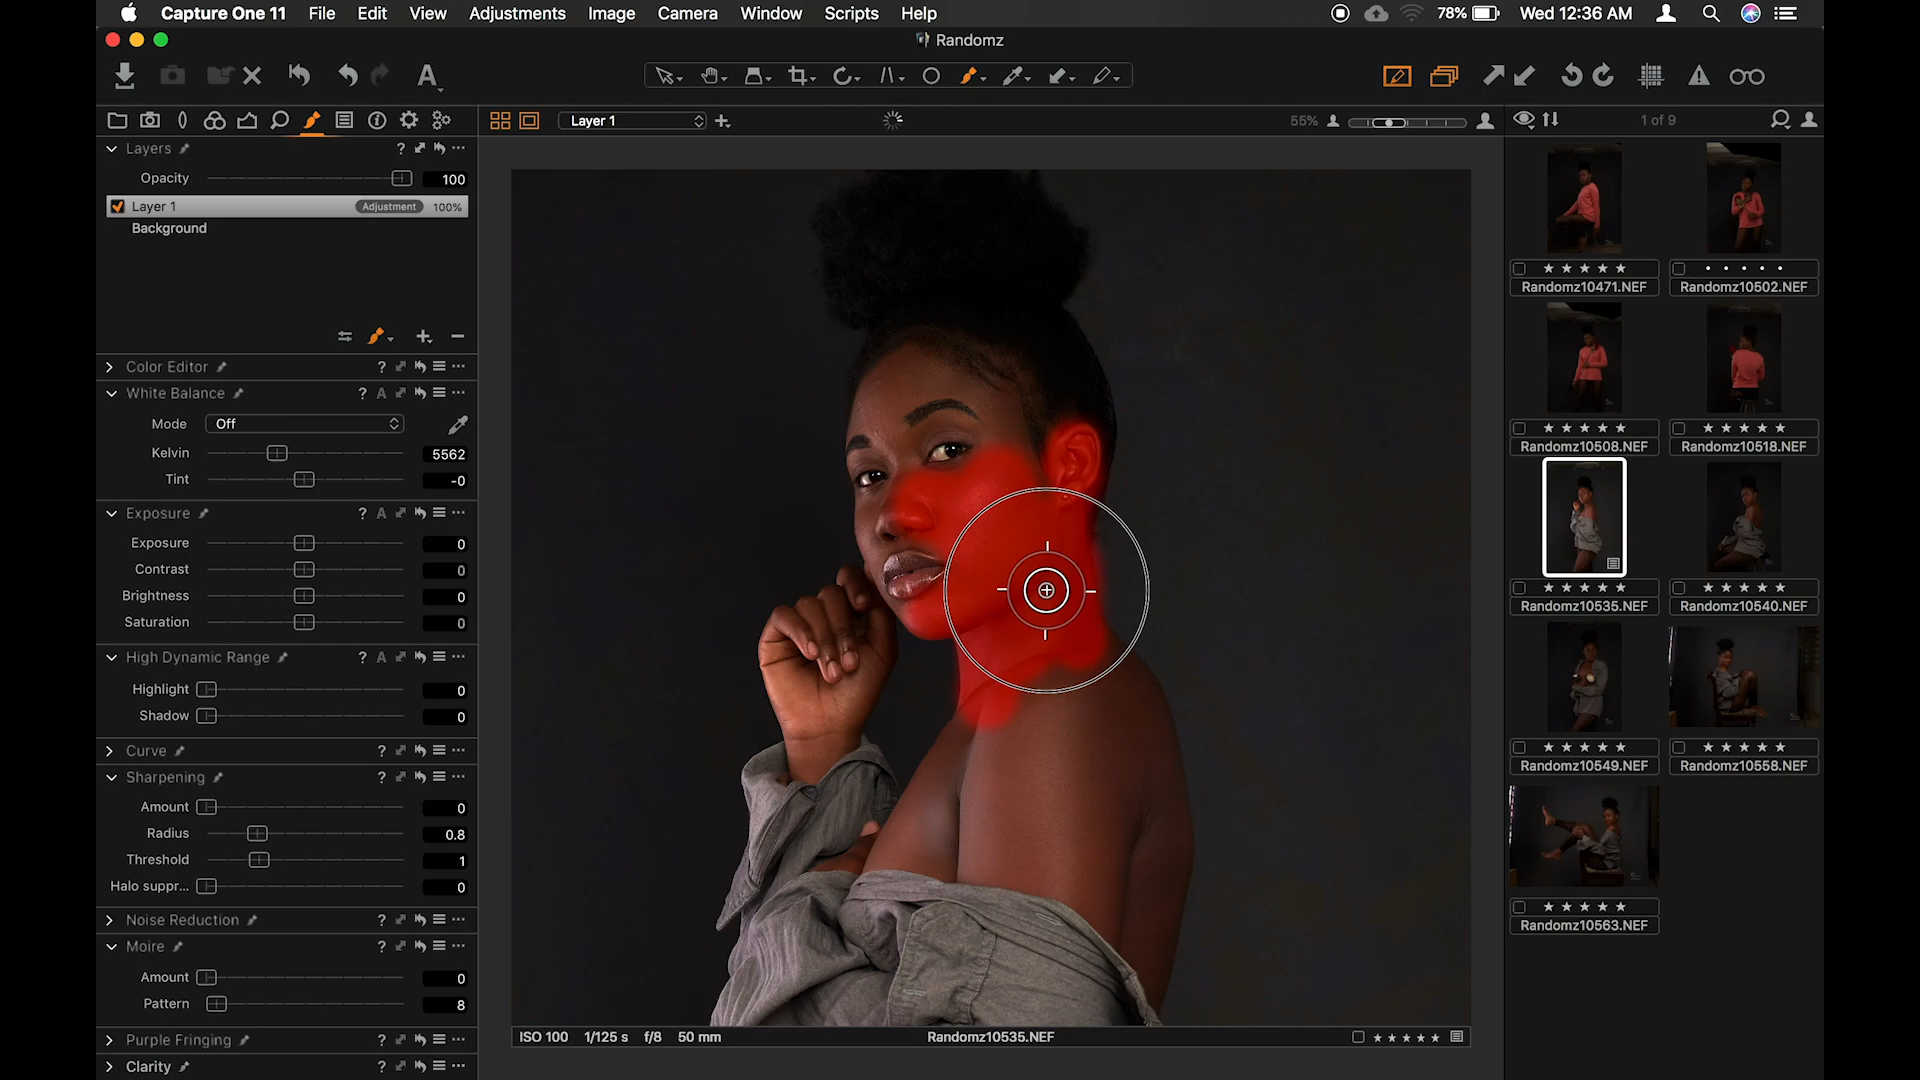 Capture One 11 File Edit View Adjustments Image Camera Window Scripts Help 78% Wed 12:36 AM
Randomz
Layer 1 55% 1 of 9
Layers ?
Opacity 100
Layer 1 Adjustment 100%
Background
Color Editor ?
White Balance ? A
Mode Off
Kelvin 5562
Tint -0
Exposure ? A
Exposure 0
Contrast 0
Brightness 0
Saturation 0
High Dynamic Range ? A
Highlight 0
Shadow 0
Curve ?
Sharpening ?
Amount 0
Radius 0.8
Threshold 1
Halo suppr... 0
Noise Reduction ?
Moire ?
Amount 0
Pattern 8
Purple Fringing ?
Clarity ?
ISO 100 1/125 s f/8 50 mm Randomz10535.NEF
Randomz10471.NEF Randomz10502.NEF
Randomz10508.NEF Randomz10518.NEF
Randomz10535.NEF Randomz10540.NEF
Randomz10549.NEF Randomz10558.NEF
Randomz10563.NEF